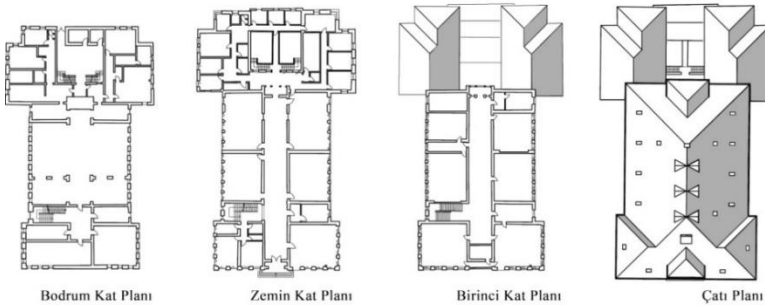 Bodrum Kat Planı
Zemin Kat Planı
Birinci Kat Planı
Çatı Planı